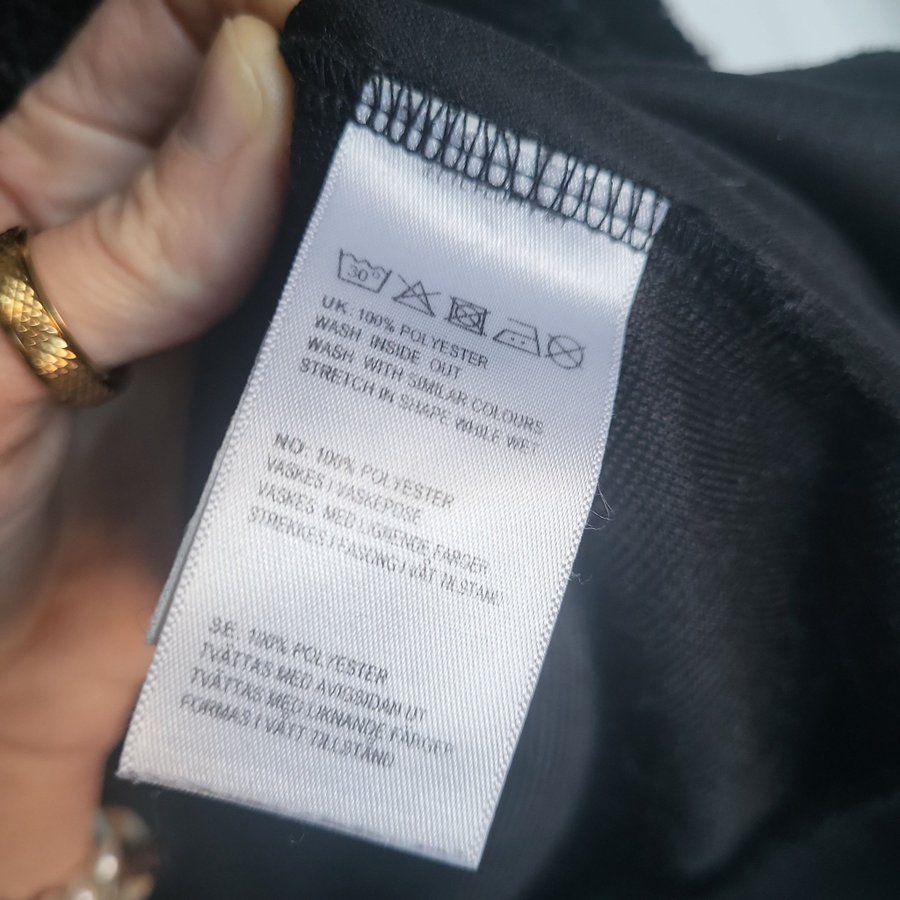 30°
UK: 100% POLYESTER
WASH INSIDE OUT
WASH WITH SIMILAR COLOURS
STRETCH IN SHAPE WHILE WET
NO: 100% POLYESTER
VASKES I VASKEPOSE
VASKES MED LIGNENDE FARGER
STREKKES I FASONG I VÅT TILSTAND
SE: 100% POLYESTER
TVÄTTAS MED AVIGSIDAN UT
TVÄTTAS MED LIKNANDE FÄRGER
FORMAS I VÅTT TILLSTÅND